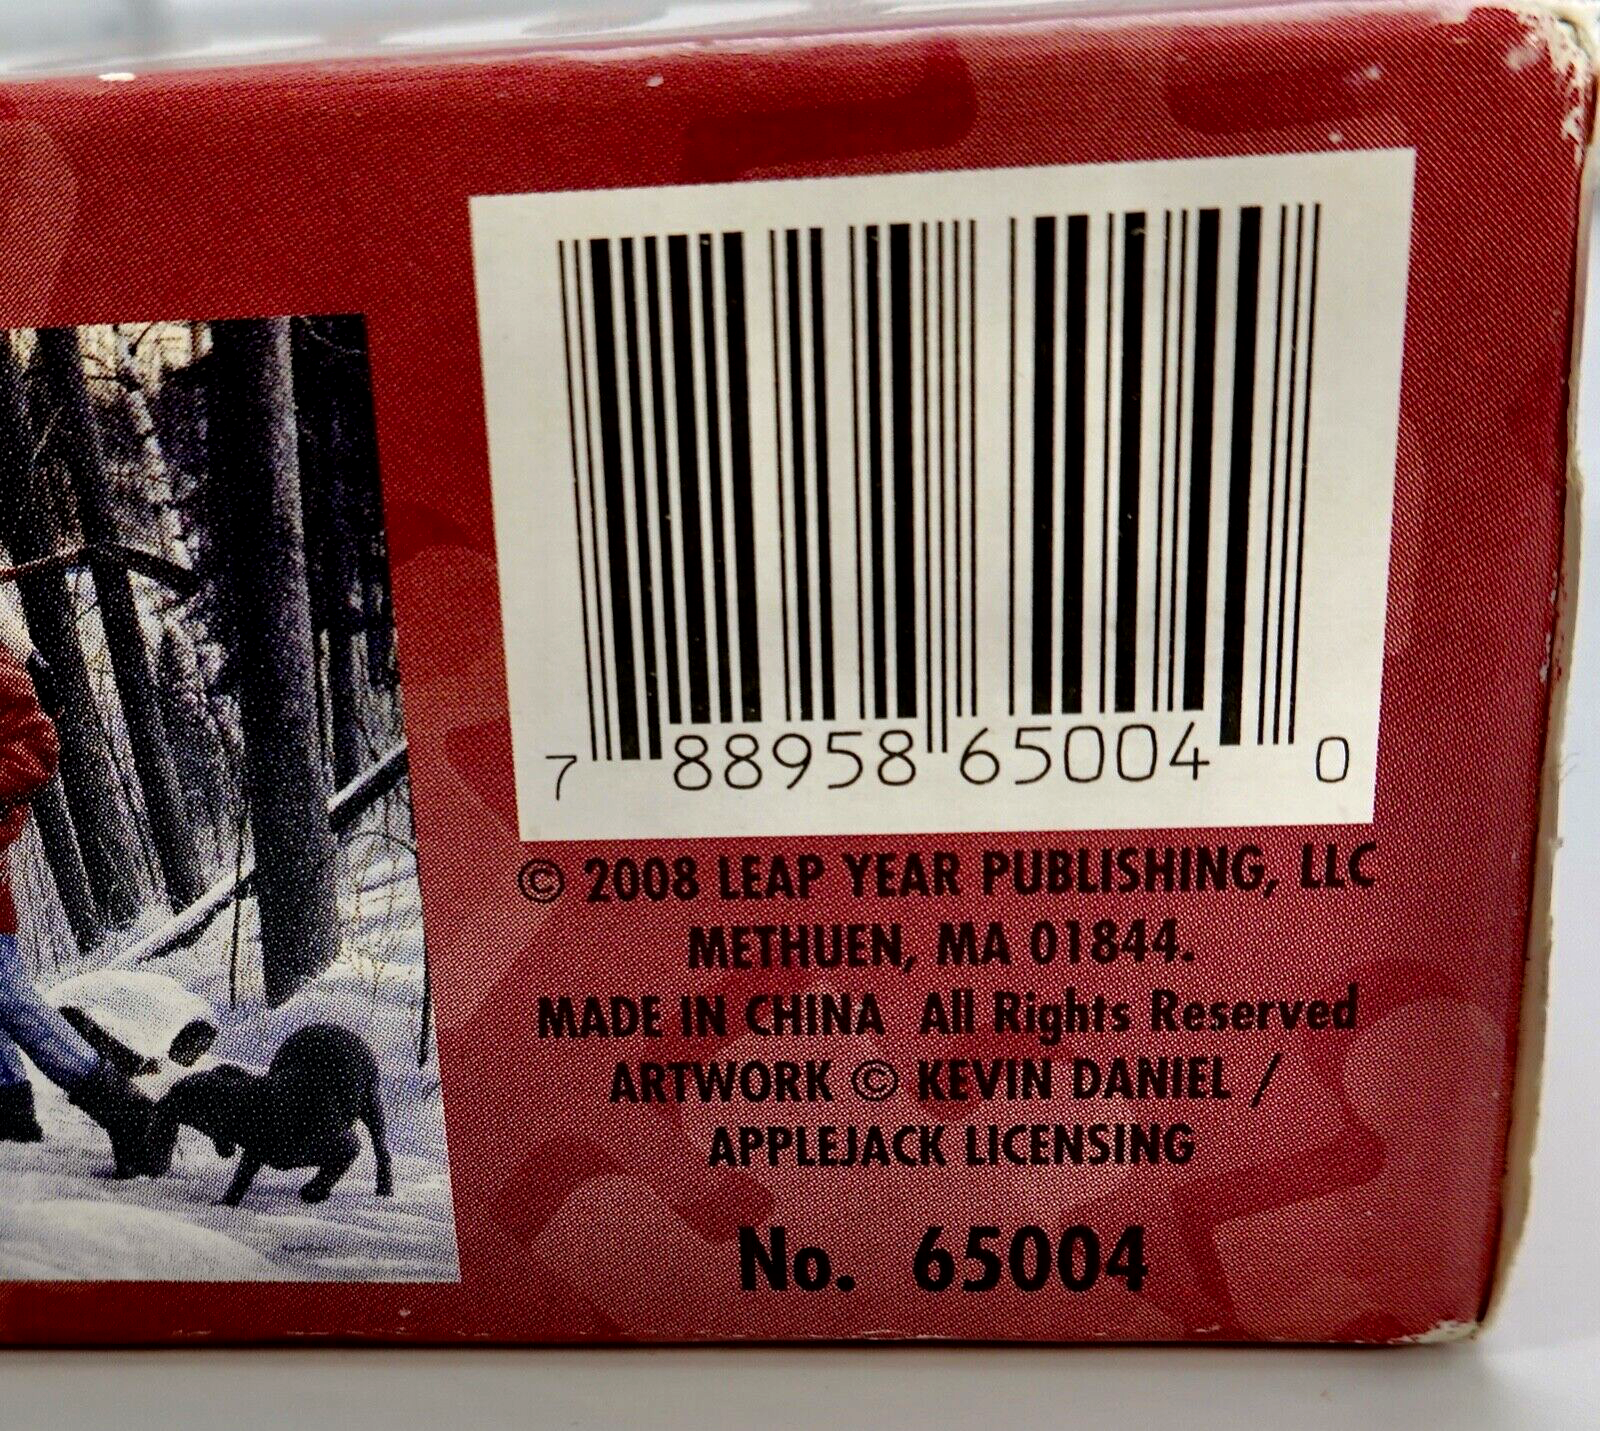 7 88958 65004 0
© 2008 LEAP YEAR PUBLISHING, LLC
METHUEN, MA 01844.
MADE IN CHINA All Rights Reserved
ARTWORK © KEVIN DANIEL /
APPLEJACK LICENSING
No. 65004